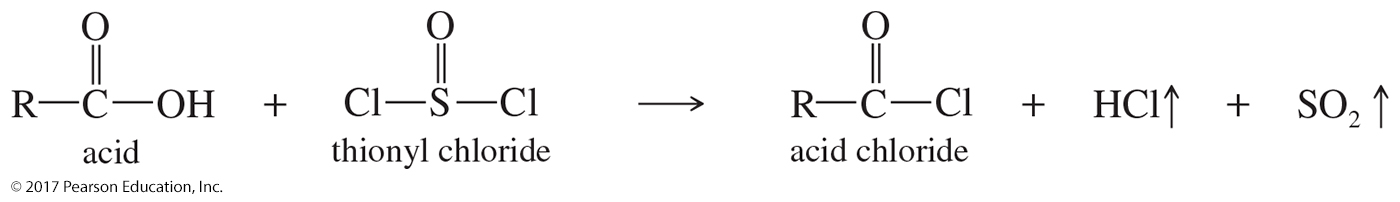 O O O
R—C—OH + Cl—S—Cl → R—C—Cl + HCl↑ + SO₂↑
acid thionyl chloride acid chloride
© 2017 Pearson Education, Inc.